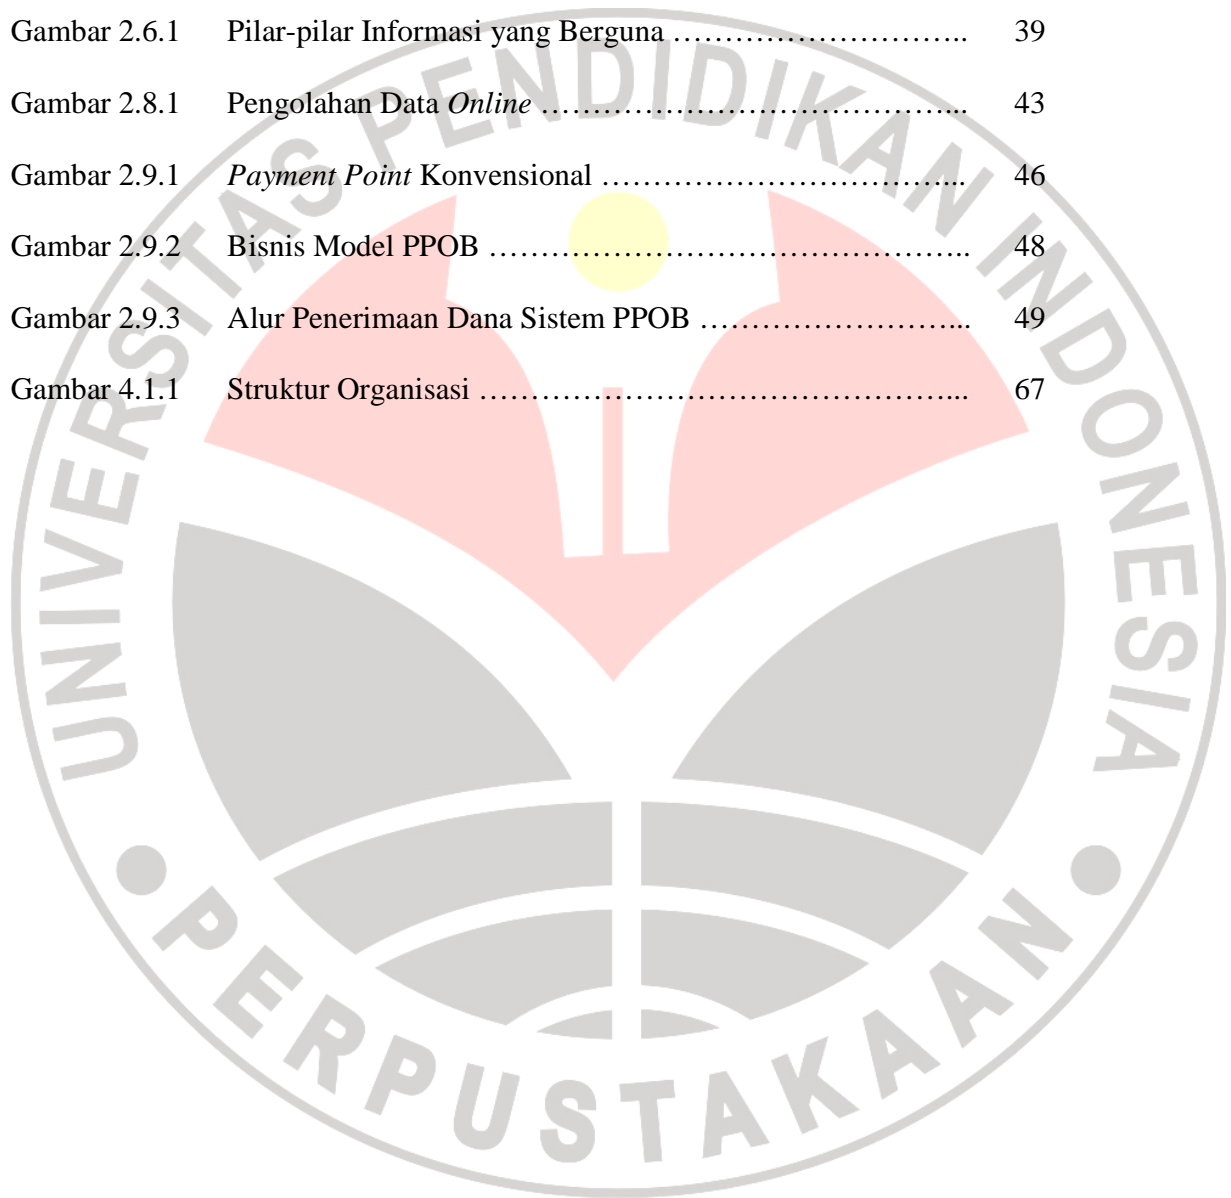 Gambar 2.6.1 Pilar-pilar Informasi yang Berguna ……………………….. 39
Gambar 2.8.1 Pengolahan Data Online …………………………………... 43
Gambar 2.9.1 Payment Point Konvensional ……………………………... 46
Gambar 2.9.2 Bisnis Model PPOB ……………………………………….. 48
Gambar 2.9.3 Alur Penerimaan Dana Sistem PPOB ……………………... 49
Gambar 4.1.1 Struktur Organisasi ………………………………………... 67
UNIVERSITAS PENDIDIKAN INDONESIA
PERPUSTAKAAN